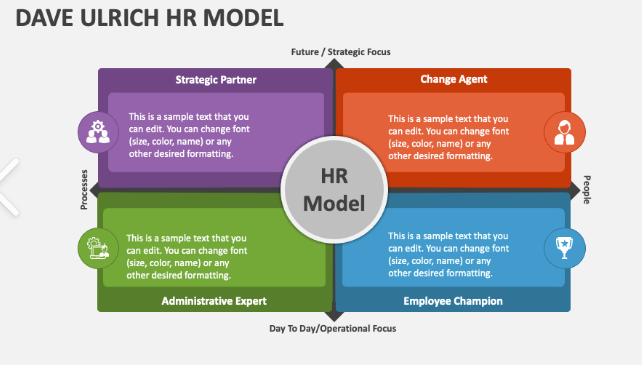 DAVE ULRICH HR MODEL
Future / Strategic Focus
Strategic Partner
Change Agent
This is a sample text that you
can edit. You can change font
(size, color, name) or any
other desired formatting.
This is a sample text that you
can edit. You can change font
(size, color, name) or any
other desired formatting.
Processes
HR
Model
People
This is a sample text that you
can edit. You can change font
(size, color, name) or any
other desired formatting.
This is a sample text that you
can edit. You can change font
(size, color, name) or any
other desired formatting.
Administrative Expert
Employee Champion
Day To Day/Operational Focus